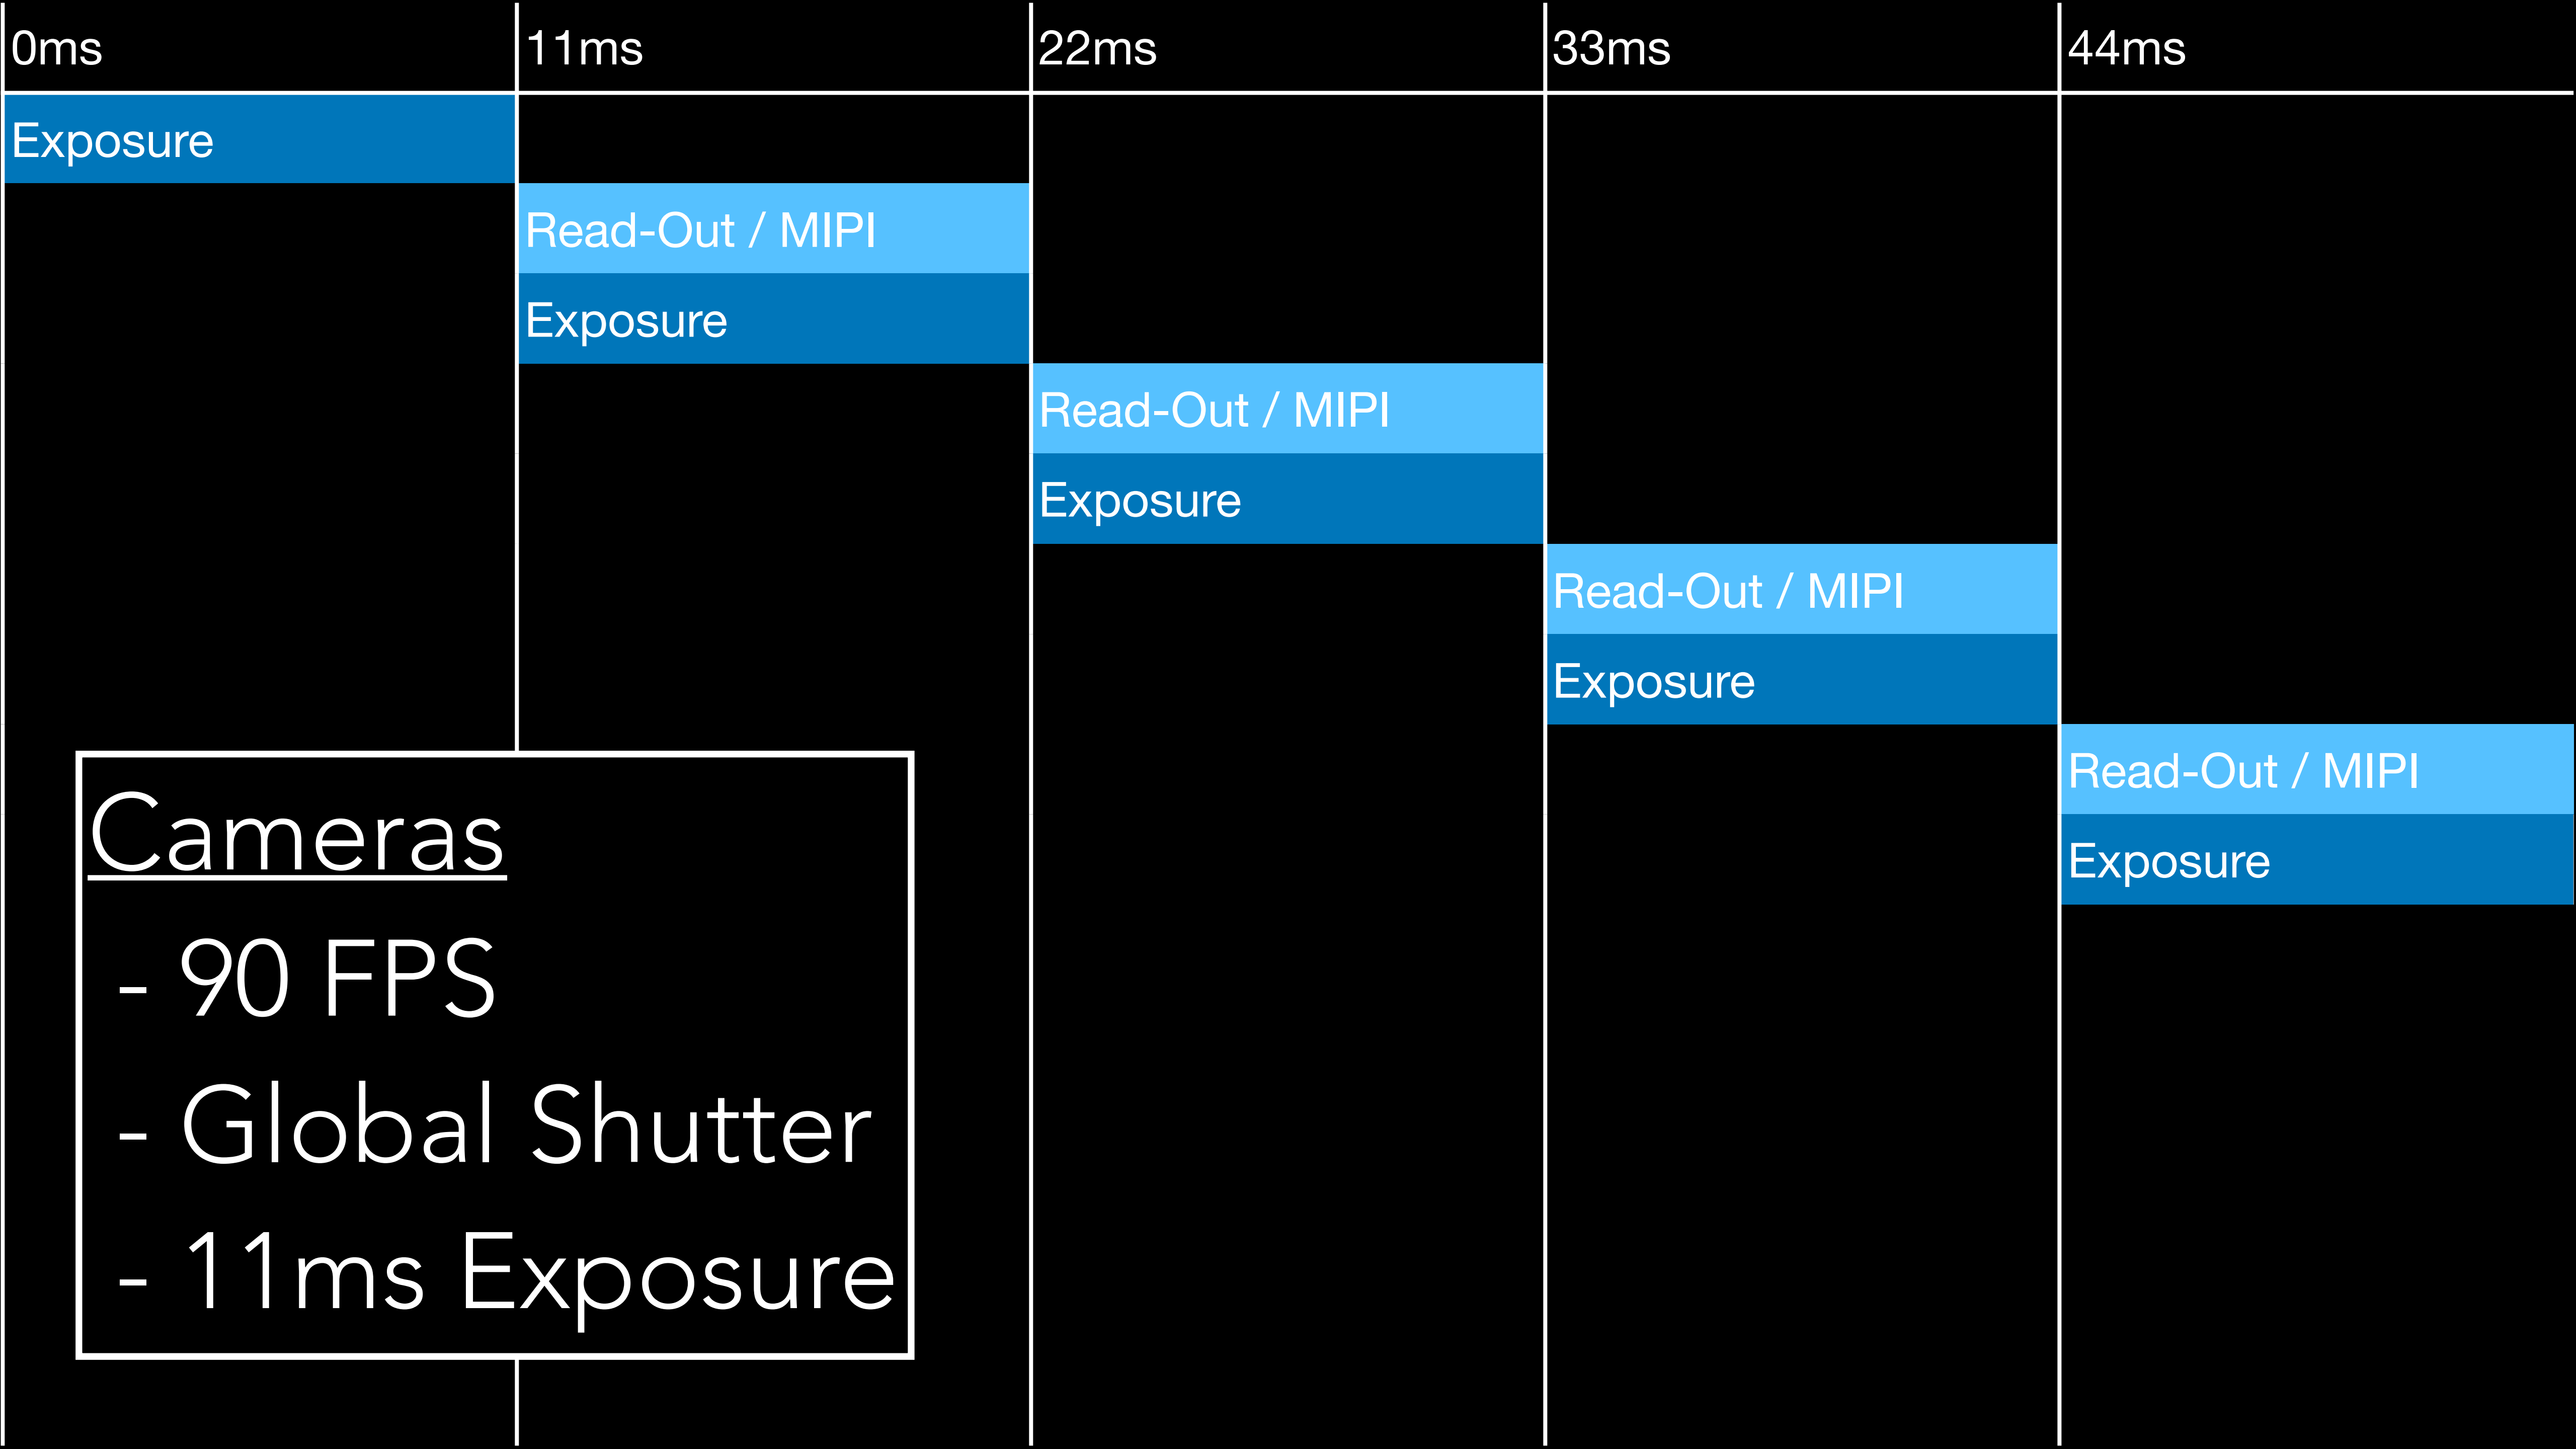 0ms 11ms 22ms 33ms 44ms
Exposure
Read-Out / MIPI
Exposure
Read-Out / MIPI
Exposure
Read-Out / MIPI
Exposure
Read-Out / MIPI
Exposure
Cameras
- 90 FPS
- Global Shutter
- 11ms Exposure